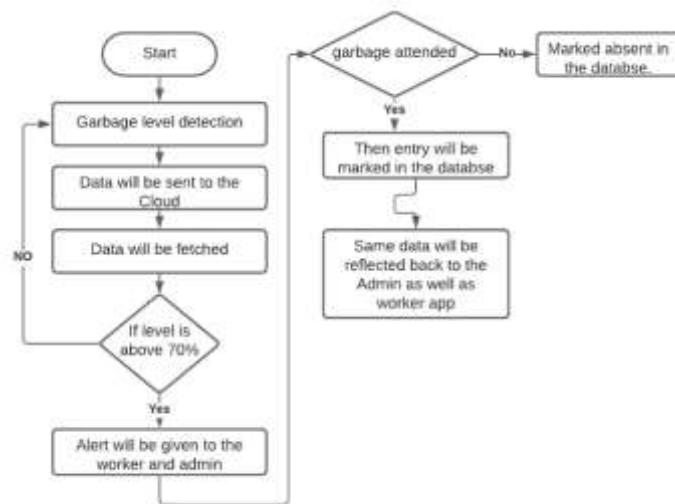 Start
Garbage level detection
Data will be sent to the
Cloud
Data will be fetched
NO
If level is
above 70%
Yes
Alert will be given to the
worker and admin
garbage attended
No
Marked absent in
the databse.
Yes
Then entry will be
marked in the databse
Same data will be
reflected back to the
Admin as well as
worker app